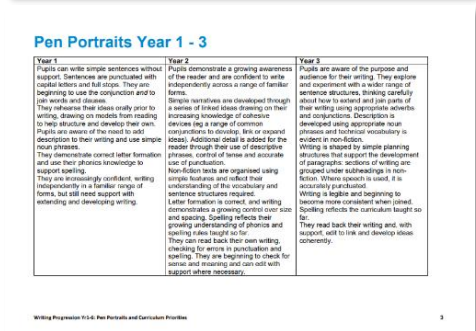 Pen Portraits Year 1 - 3
Year 1
Pupils can write simple sentences without
support. Sentences are punctuated with
capital letters and full stops. They are
beginning to use the conjunction and to
join words and clauses.
They rehearse their ideas orally prior to
writing, drawing on models from reading
to help structure and develop their own.
Pupils are aware of the need to add
description to their writing and use simple
noun phrases.
They demonstrate correct letter formation
and use their phonics knowledge to
support spelling.
They are increasingly confident, writing
independently in a familiar range of
forms, but still need support with
extending and developing writing.
Year 2
Pupils demonstrate a growing awareness
of the reader and are confident to write
independently across a range of familiar
forms.
Simple narratives are developed through
a series of linked ideas drawing on their
increasing knowledge of cohesive
devices (eg a range of common
conjunctions to develop, link or expand
ideas). Additional detail is added for the
reader through their use of descriptive
phrases, control of tense and accurate
use of punctuation.
Non-fiction texts are organised using
simple features and reflect their
understanding of the vocabulary and
sentence structures required.
Letter formation is correct, and writing
demonstrates a growing control over size
and spacing. Spelling reflects their
growing understanding of phonics and
spelling rules taught so far.
They can read back their own writing,
checking for errors in punctuation and
spelling. They are beginning to check for
sense and meaning and can edit with
support where necessary.
Year 3
Pupils are aware of the purpose and
audience for their writing. They explore
and experiment with a wider range of
sentence structures, thinking carefully
about how to extend and join parts of
their writing using appropriate adverbs
and conjunctions. Description is
developed using appropriate noun
phrases and technical vocabulary is
evident in non-fiction.
Writing is shaped by simple planning
structures that support the development
of paragraphs: sections of writing are
grouped under subheadings in non-
fiction. Where speech is used, it is
accurately punctuated.
Writing is legible and beginning to
become more consistent when joined.
Spelling reflects the curriculum taught so
far.
They read back their writing and, with
support, edit to link and develop ideas
coherently.
Writing Progression Yr1-6: Pen Portraits and Curriculum Priorities
3